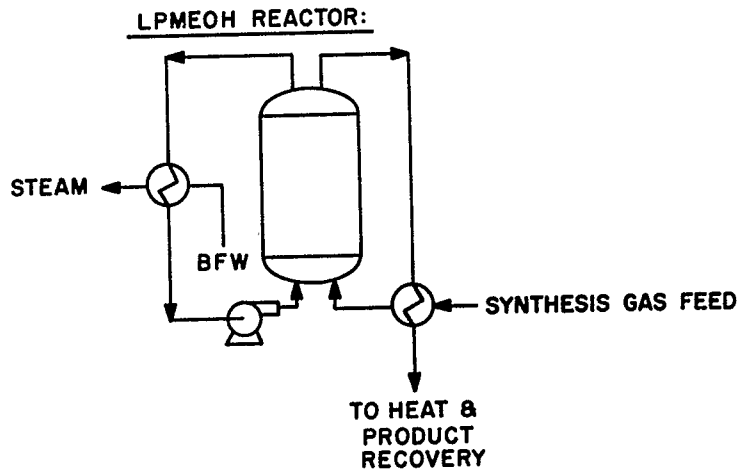 LPMEOH REACTOR:
STEAM
BFW
SYNTHESIS GAS FEED
TO HEAT &
PRODUCT
RECOVERY